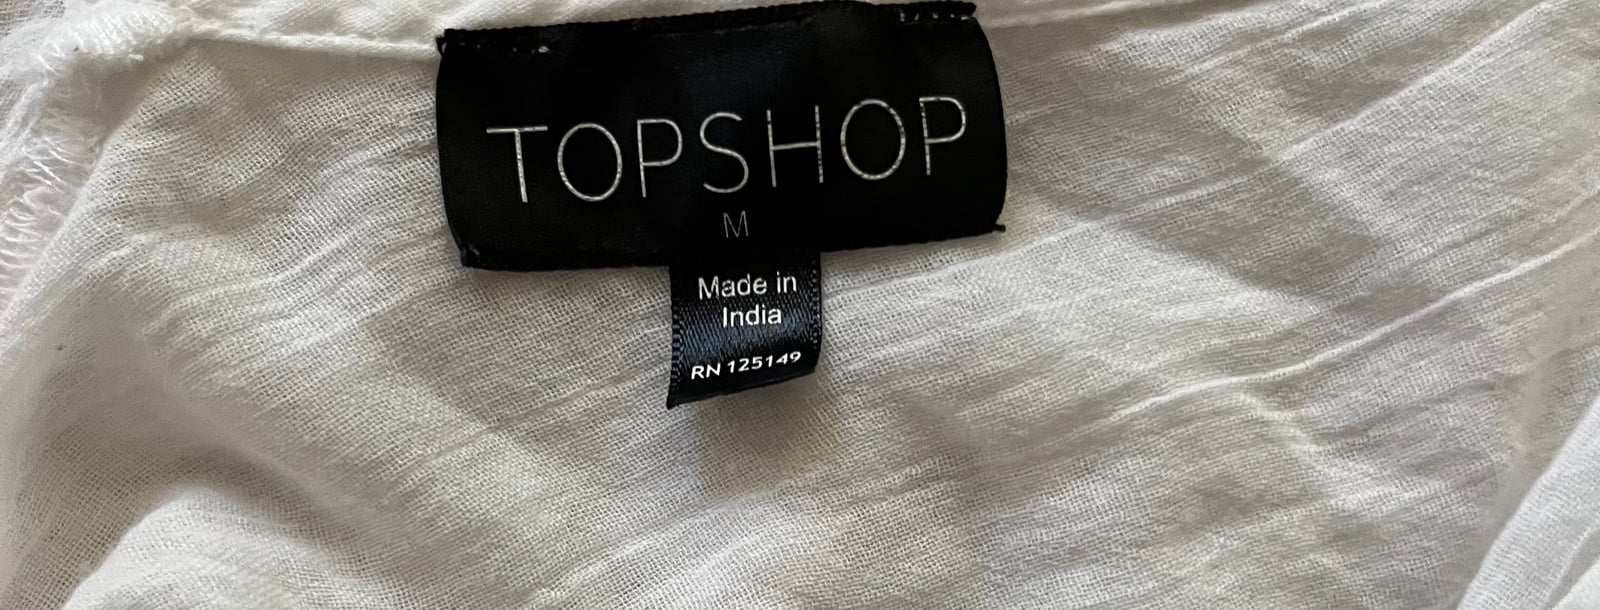 TOPSHOP
M
Made in
India
RN 125149